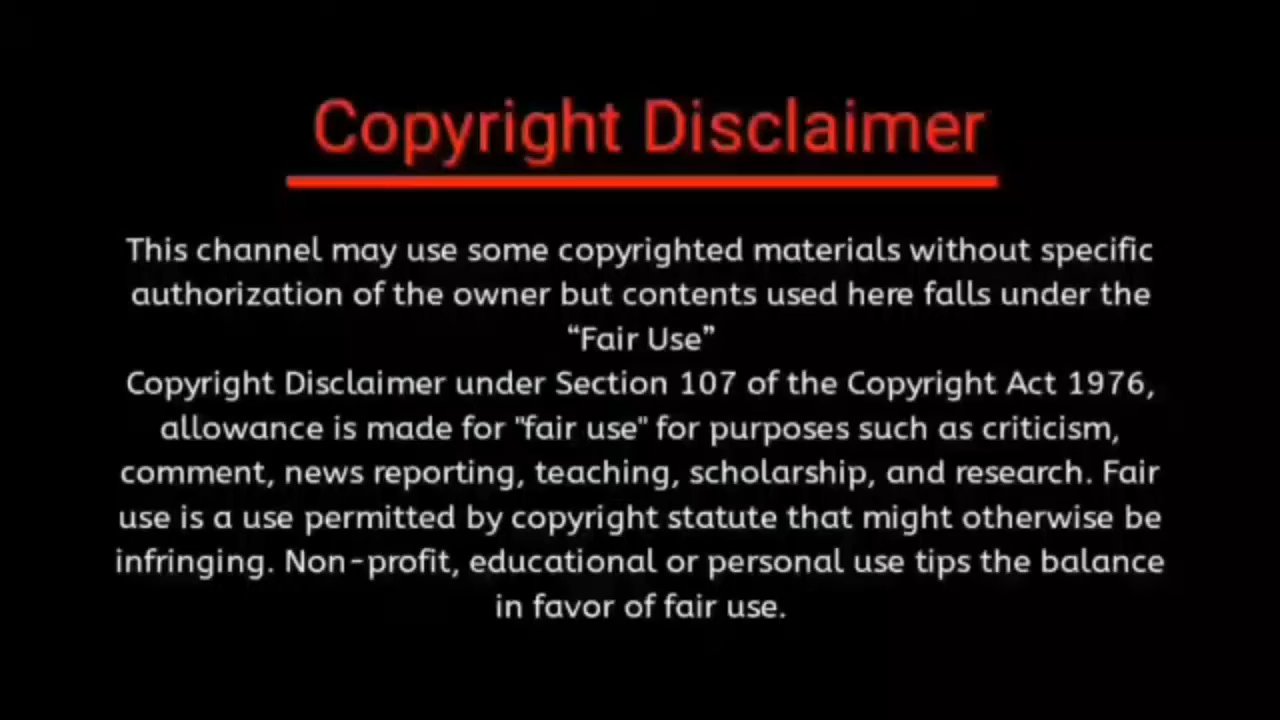 Copyright Disclaimer
This channel may use some copyrighted materials without specific
authorization of the owner but contents used here falls under the
“Fair Use”
Copyright Disclaimer under Section 107 of the Copyright Act 1976,
allowance is made for "fair use" for purposes such as criticism,
comment, news reporting, teaching, scholarship, and research. Fair
use is a use permitted by copyright statute that might otherwise be
infringing. Non-profit, educational or personal use tips the balance
in favor of fair use.